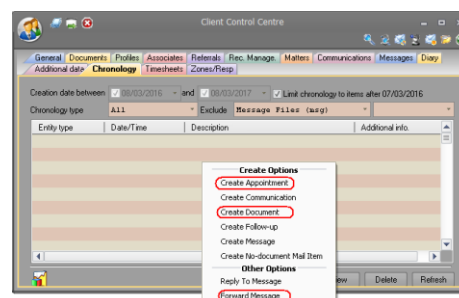 Client Control Centre
General Documents Profiles Associates Referrals Rec. Manage. Matters Communications Messages Diary
Additional data Chronology Timesheets Zones/Resp
Creation date between 08/03/2016 and 08/03/2017 Limit chronology to items after 07/03/2016
Chronology type All Exclude Message Files (msg)
Entity type Date/Time Description Additional info.
Create Options
Create Appointment
Create Communication
Create Document
Create Follow-up
Create Message
Create No-document Mail Item
Other Options
Reply To Message
Forward Message
Delete Refresh